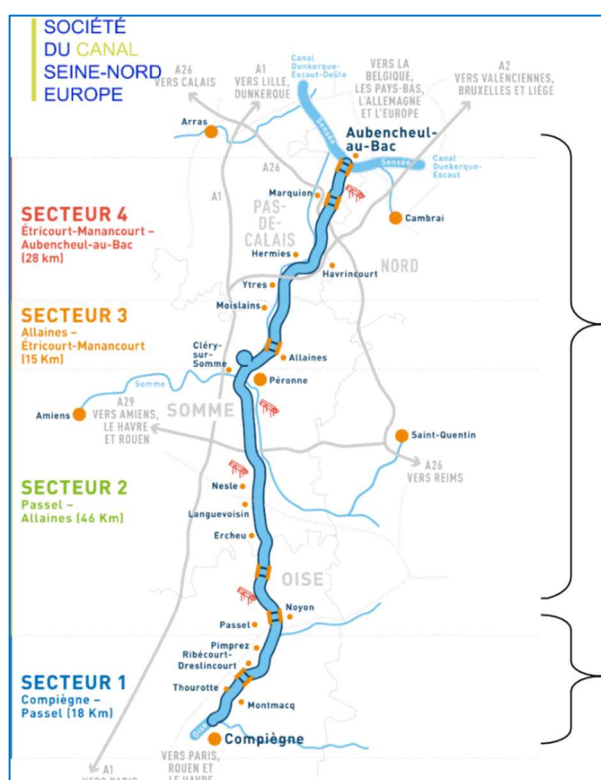 SOCIÉTÉ
DU CANAL
SEINE-NORD
EUROPE
A26
VERS CALAIS
A1
VERS LILLE,
DUNKERQUE
Canal
Dunkerque-
Escaut-Deûle
VERS LA
BELGIQUE,
LES PAYS-BAS,
L'ALLEMAGNE
ET L'EUROPE
A2
VERS VALENCIENNES,
BRUXELLES ET LIÈGE
Arras
Sensée
Aubencheul-
au-Bac
Sensée
Canal
Dunkerque-
Escaut
A26
A1
Marquion
Cambrai
PAS-
DE-
CALAIS
NORD
SECTEUR 4
Étricourt-Manancourt –
Aubencheul-au-Bac
(28 km)
Hermies
Havrincourt
Ytres
Moislains
SECTEUR 3
Allaines –
Étricourt-Manancourt
(15 Km)
Cléry-
sur-
Somme
Allaines
Péronne
Somme
Amiens
SOMME
A29
VERS AMIENS,
LE HAVRE
ET ROUEN
Saint-Quentin
A26
VERS REIMS
SECTEUR 2
Passel –
Allaines (46 Km)
Nesle
Languevoisin
Ercheu
OISE
Noyon
Passel
Pimprez
Ribécourt-
Dreslincourt
Thourotte
Montmacq
SECTEUR 1
Compiègne –
Passel (18 Km)
Oise
Compiègne
VERS PARIS,
ROUEN ET
LE HAVRE
A1
VERS PARIS